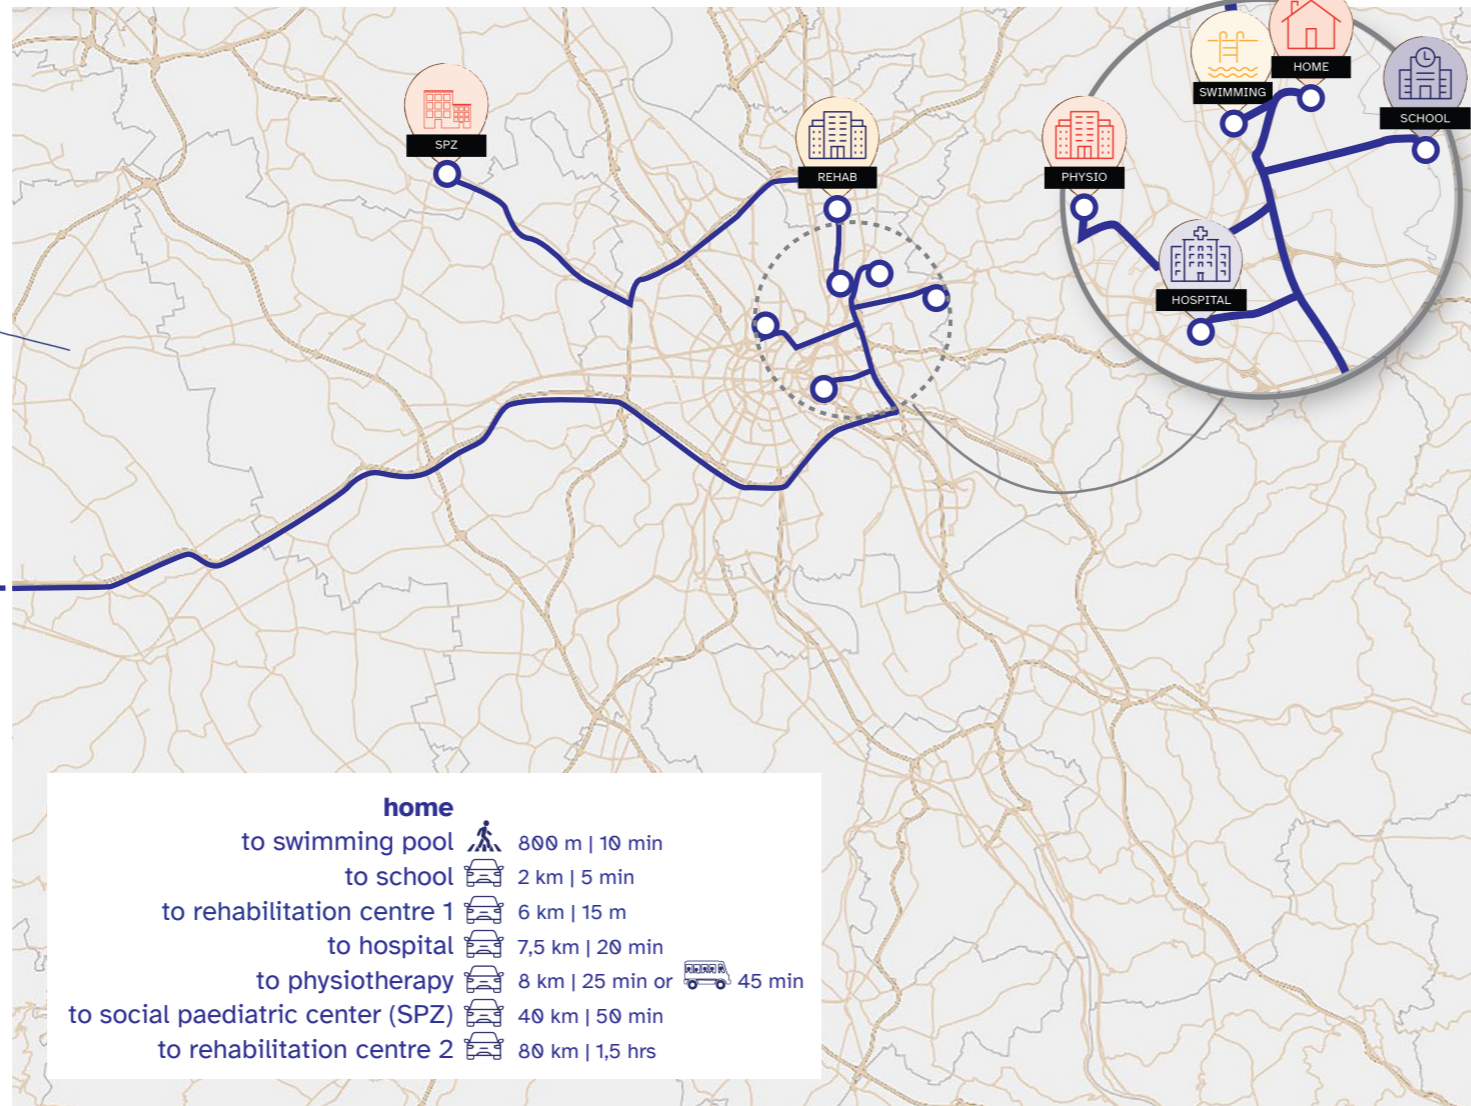 HOME
SWIMMING
SCHOOL
SPZ
REHAB
PHYSIO
HOSPITAL
home
to swimming pool 800 m | 10 min
to school 2 km | 5 min
to rehabilitation centre 1 6 km | 15 m
to hospital 7,5 km | 20 min
to physiotherapy 8 km | 25 min or 45 min
to social paediatric center (SPZ) 40 km | 50 min
to rehabilitation centre 2 80 km | 1,5 hrs